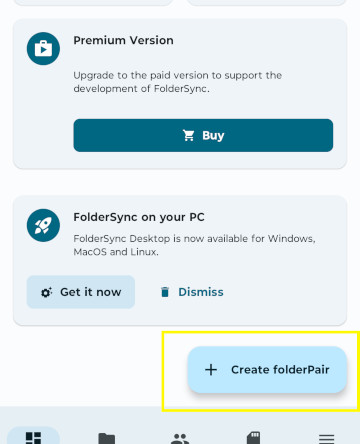 Premium Version
Upgrade to the paid version to support the
development of FolderSync.
Buy
FolderSync on your PC
FolderSync Desktop is now available for Windows,
MacOS and Linux.
Get it now
Dismiss
Create folderPair